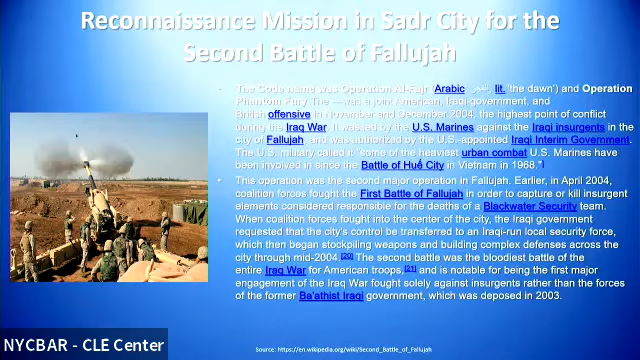 Reconnaissance Mission in Sadr City for the
Second Battle of Fallujah
• The Code name was Operation Al-Fajr (Arabic: الفجر, lit. 'the dawn') and Operation
Phantom Fury The —was a joint American, Iraqi-government, and
British offensive in November and December 2004, the highest point of conflict
during the Iraq War. It was led by the U.S. Marines against the Iraqi insurgents in the
city of Fallujah and was authorized by the U.S.-appointed Iraqi Interim Government.
The U.S. military called it "some of the heaviest urban combat U.S. Marines have
been involved in since the Battle of Huế City in Vietnam in 1968."
• This operation was the second major operation in Fallujah. Earlier, in April 2004,
coalition forces fought the First Battle of Fallujah in order to capture or kill insurgent
elements considered responsible for the deaths of a Blackwater Security team.
When coalition forces fought into the center of the city, the Iraqi government
requested that the city's control be transferred to an Iraqi-run local security force,
which then began stockpiling weapons and building complex defenses across the
city through mid-2004.[20] The second battle was the bloodiest battle of the
entire Iraq War for American troops,[21] and is notable for being the first major
engagement of the Iraq War fought solely against insurgents rather than the forces
of the former Ba'athist Iraqi government, which was deposed in 2003.
NYCBAR - CLE Center
Source: https://en.wikipedia.org/wiki/Second_Battle_of_Fallujah